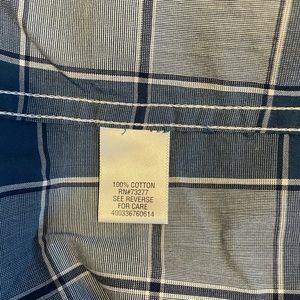 100% COTTON
RN#73277
SEE REVERSE
FOR CARE
400336760614